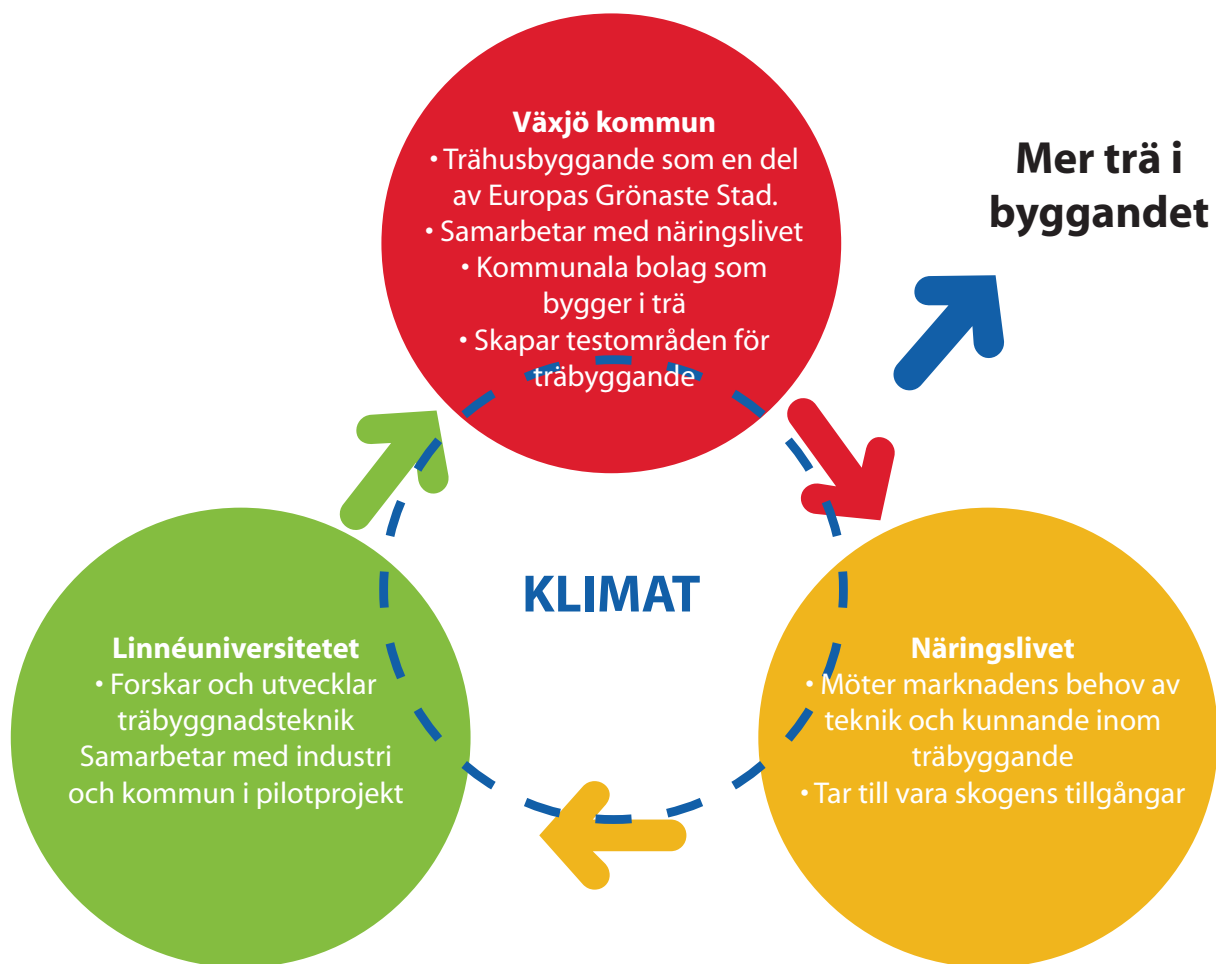 Växjö kommun
• Trähusbyggande som en del
av Europas Grönaste Stad.
• Samarbetar med näringslivet
• Kommunala bolag som
bygger i trä
• Skapar testområden för
träbyggande
Mer trä i
byggandet
KLIMAT
Linnéuniversitetet
• Forskar och utvecklar
träbyggnadsteknik
Samarbetar med industri
och kommun i pilotprojekt
Näringslivet
• Möter marknadens behov av
teknik och kunnande inom
träbyggande
• Tar till vara skogens tillgångar